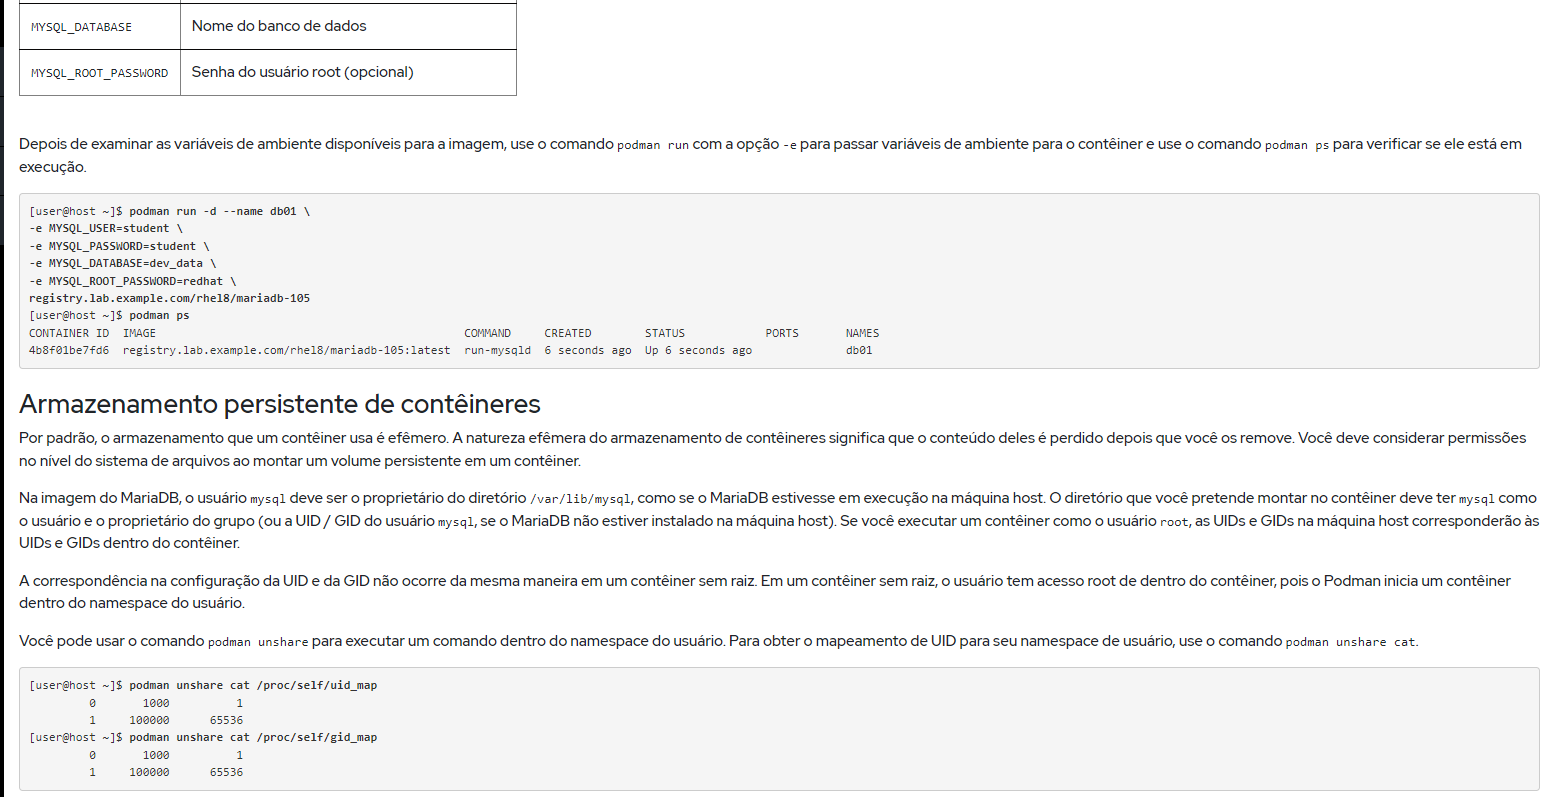 MYSQL_DATABASE Nome do banco de dados
MYSQL_ROOT_PASSWORD Senha do usuário root (opcional)
Depois de examinar as variáveis de ambiente disponíveis para a imagem, use o comando podman run com a opção -e para passar variáveis de ambiente para o contêiner e use o comando podman ps para verificar se ele está em
execução.
[user@host ~]$ podman run -d --name db01 \
-e MYSQL_USER=student \
-e MYSQL_PASSWORD=student \
-e MYSQL_DATABASE=dev_data \
-e MYSQL_ROOT_PASSWORD=redhat \
registry.lab.example.com/rhel8/mariadb-105
[user@host ~]$ podman ps
CONTAINER ID  IMAGE                                              COMMAND     CREATED        STATUS            PORTS       NAMES
4b8f01be7fd6  registry.lab.example.com/rhel8/mariadb-105:latest  run-mysqld  6 seconds ago  Up 6 seconds ago              db01
Armazenamento persistente de contêineres
Por padrão, o armazenamento que um contêiner usa é efêmero. A natureza efêmera do armazenamento de contêineres significa que o conteúdo deles é perdido depois que você os remove. Você deve considerar permissões
no nível do sistema de arquivos ao montar um volume persistente em um contêiner.
Na imagem do MariaDB, o usuário mysql deve ser o proprietário do diretório /var/lib/mysql, como se o MariaDB estivesse em execução na máquina host. O diretório que você pretende montar no contêiner deve ter mysql como
o usuário e o proprietário do grupo (ou a UID / GID do usuário mysql, se o MariaDB não estiver instalado na máquina host). Se você executar um contêiner como o usuário root, as UIDs e GIDs na máquina host corresponderão às
UIDs e GIDs dentro do contêiner.
A correspondência na configuração da UID e da GID não ocorre da mesma maneira em um contêiner sem raiz. Em um contêiner sem raiz, o usuário tem acesso root de dentro do contêiner, pois o Podman inicia um contêiner
dentro do namespace do usuário.
Você pode usar o comando podman unshare para executar um comando dentro do namespace do usuário. Para obter o mapeamento de UID para seu namespace de usuário, use o comando podman unshare cat.
[user@host ~]$ podman unshare cat /proc/self/uid_map
         0       1000          1
         1     100000      65536
[user@host ~]$ podman unshare cat /proc/self/gid_map
         0       1000          1
         1     100000      65536